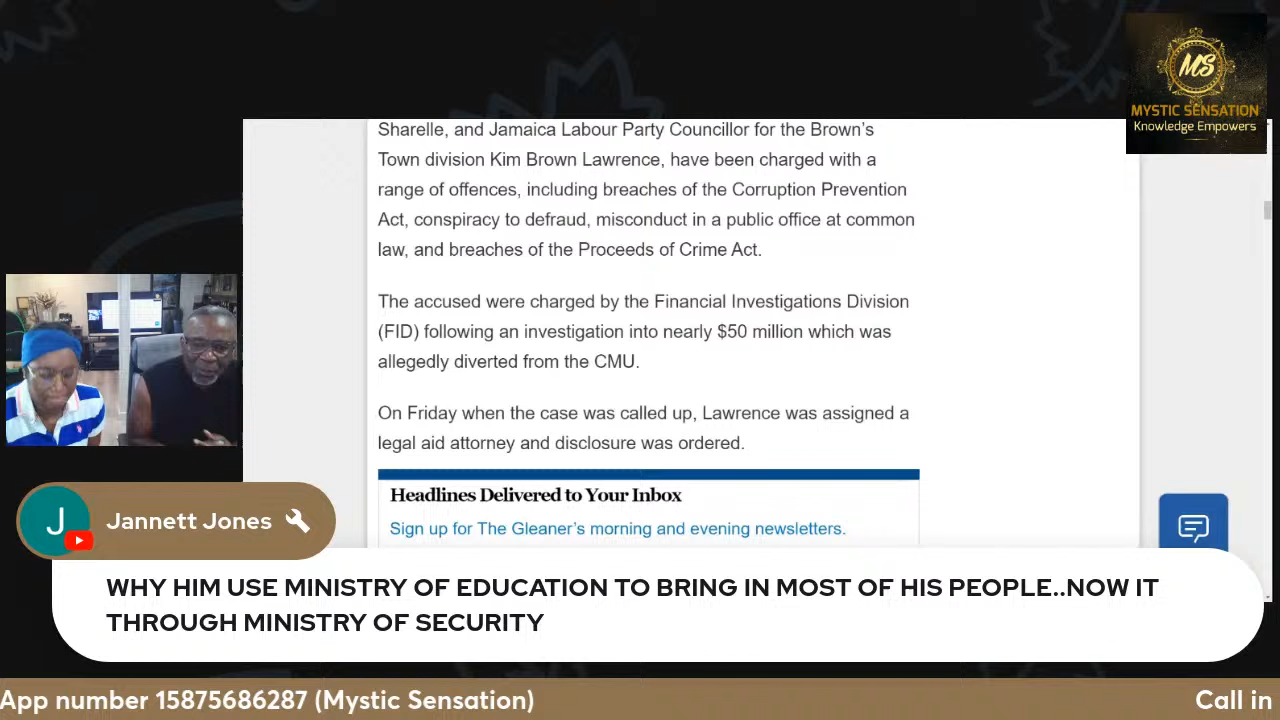 MS
MYSTIC SENSATION
Knowledge Empowers
Sharelle, and Jamaica Labour Party Councillor for the Brown's
Town division Kim Brown Lawrence, have been charged with a
range of offences, including breaches of the Corruption Prevention
Act, conspiracy to defraud, misconduct in a public office at common
law, and breaches of the Proceeds of Crime Act.
The accused were charged by the Financial Investigations Division
(FID) following an investigation into nearly $50 million which was
allegedly diverted from the CMU.
On Friday when the case was called up, Lawrence was assigned a
legal aid attorney and disclosure was ordered.
Headlines Delivered to Your Inbox
Sign up for The Gleaner's morning and evening newsletters.
J
Jannett Jones
WHY HIM USE MINISTRY OF EDUCATION TO BRING IN MOST OF HIS PEOPLE..NOW IT
THROUGH MINISTRY OF SECURITY
App number 15875686287 (Mystic Sensation)
Call in